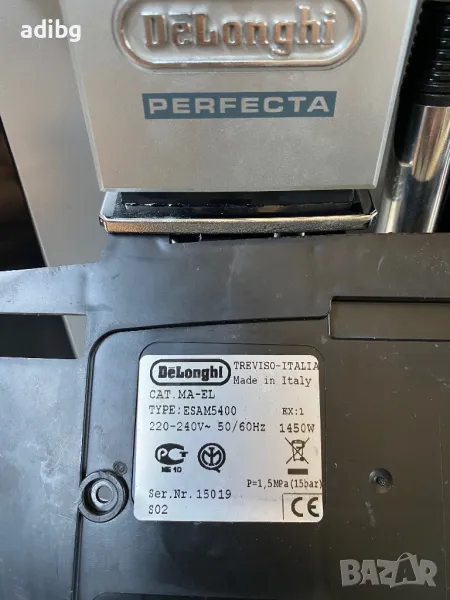 adibg
DeLonghi
PERFECTA
DeLonghi
TREVISO-ITALIA
Made in Italy
CAT.MA-EL
TYPE:ESAM5400 EX:1
220-240V~ 50/60Hz 1450W
P=1,5MPa(15bar)
Ser.Nr.15019
S02
CE
BAZAR